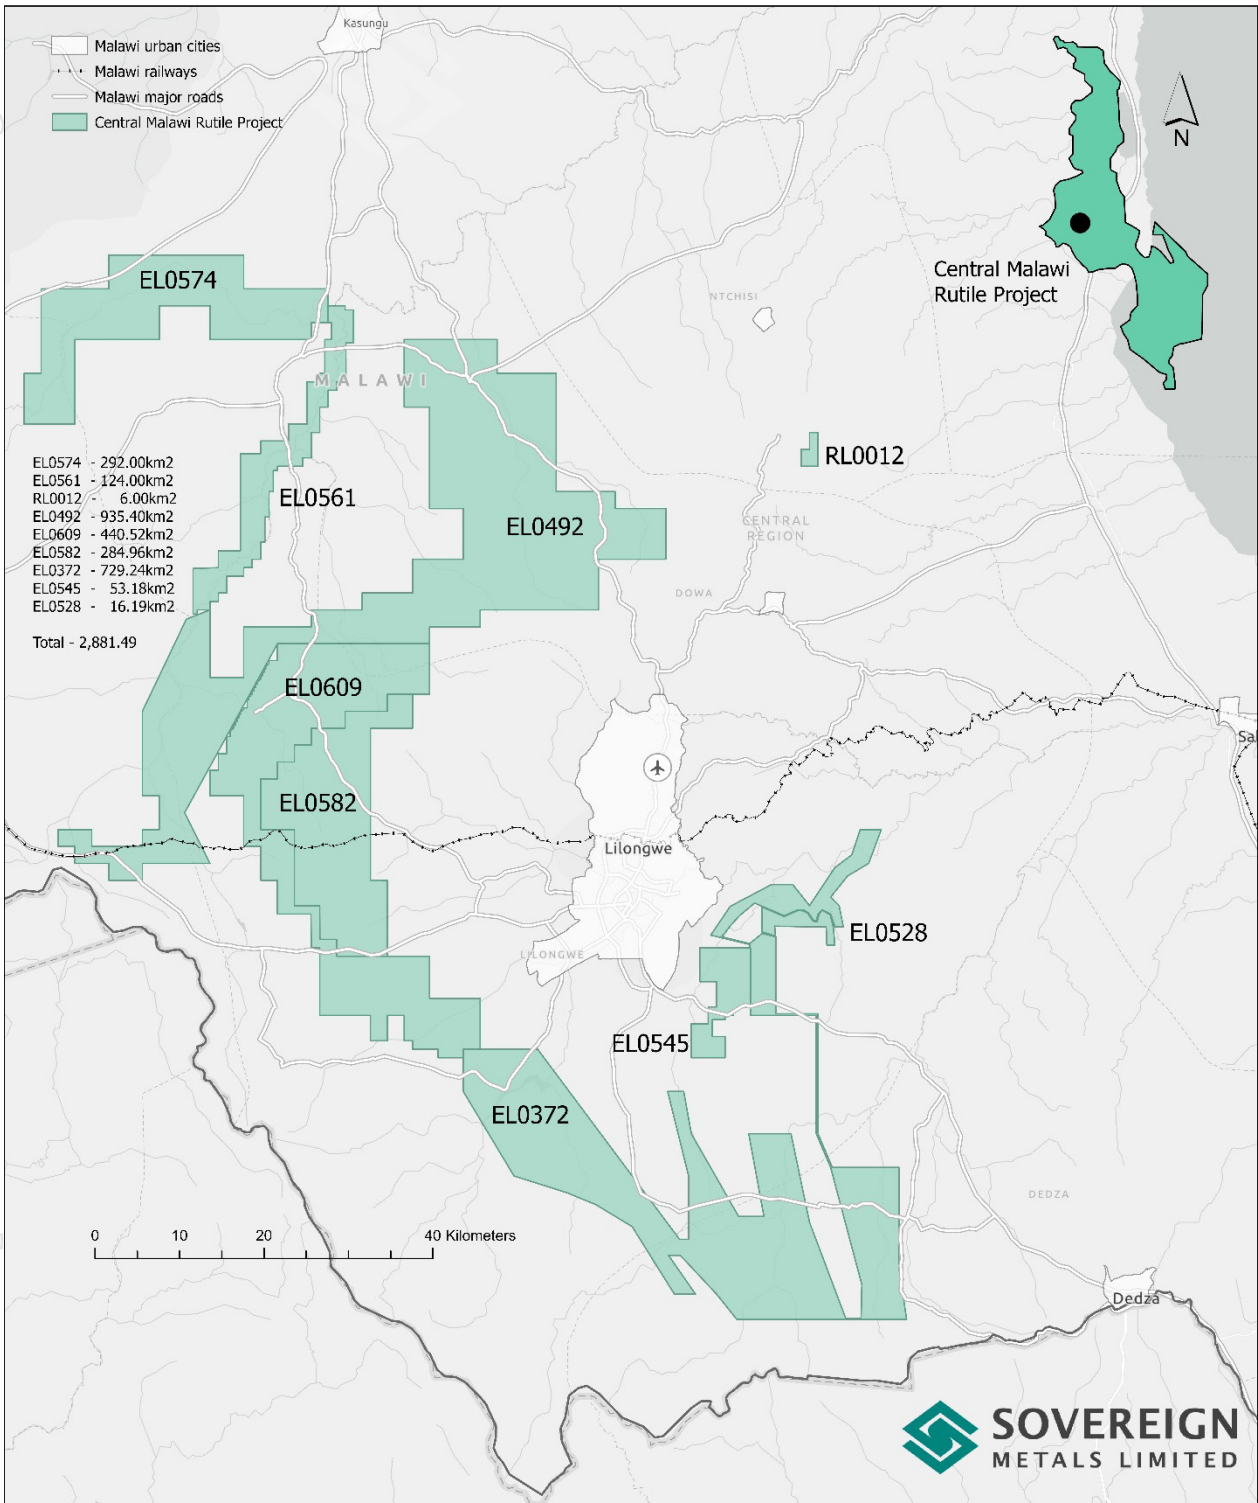 Kasungu
Malawi urban cities
Malawi railways
Malawi major roads
Central Malawi Rutile Project
N
Central Malawi
Rutile Project
EL0574
NTCHISI
MALAWI
RL0012
EL0574 - 292.00km2
EL0561 - 124.00km2
RL0012 - 6.00km2
EL0492 - 935.40km2
EL0609 - 440.52km2
EL0582 - 284.96km2
EL0372 - 729.24km2
EL0545 - 53.18km2
EL0528 - 16.19km2
Total - 2,881.49
EL0561
EL0492
CENTRAL
REGION
DOWA
EL0609
Sal
EL0582
Lilongwe
EL0528
LILONGWE
EL0545
EL0372
DEDZA
0 10 20 40 Kilometers
Dedza
SOVEREIGN
METALS LIMITED